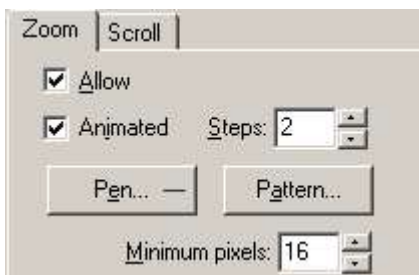 Zoom Scroll
Allow
Animated Steps: 2
Pen... Pattern...
Minimum pixels: 16